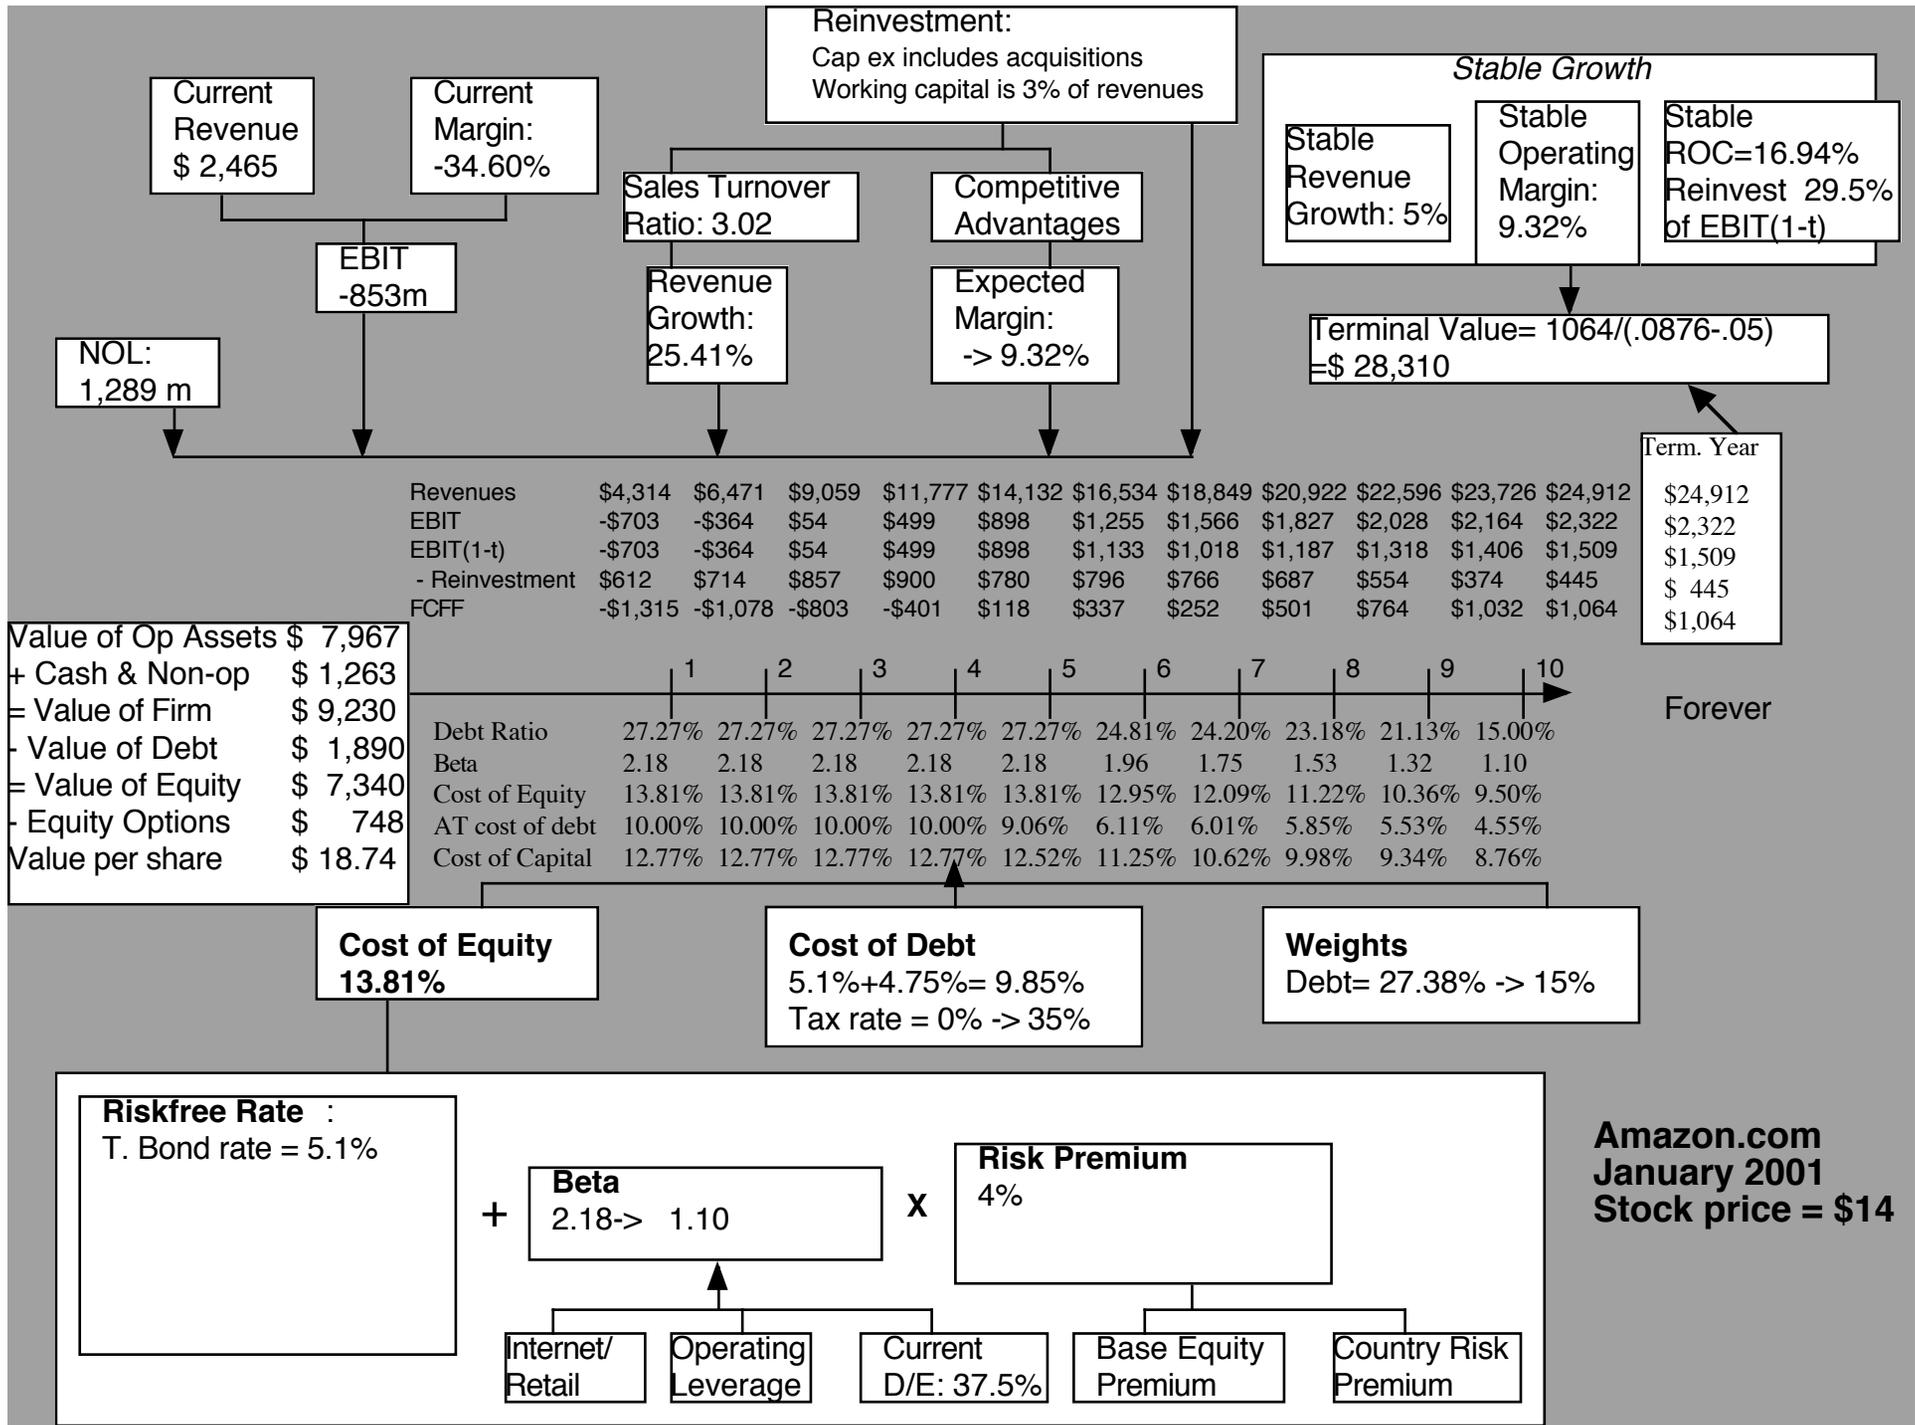 Reinvestment:
Cap ex includes acquisitions
Working capital is 3% of revenues
Current
Revenue
$ 2,465
Current
Margin:
-34.60%
Stable Growth
Stable
Revenue
Growth: 5%
Stable
Operating
Margin:
9.32%
Stable
ROC=16.94%
Reinvest 29.5%
of EBIT(1-t)
Sales Turnover
Ratio: 3.02
Competitive
Advantages
EBIT
-853m
Revenue
Growth:
25.41%
Expected
Margin:
-> 9.32%
NOL:
1,289 m
Terminal Value= 1064/(.0876-.05)
=$ 28,310
Term. Year
$24,912
$2,322
$1,509
$ 445
$1,064
Revenues $4,314 $6,471 $9,059 $11,777 $14,132 $16,534 $18,849 $20,922 $22,596 $23,726 $24,912
EBIT -$703 -$364 $54 $499 $898 $1,255 $1,566 $1,827 $2,028 $2,164 $2,322
EBIT(1-t) -$703 -$364 $54 $499 $898 $1,133 $1,018 $1,187 $1,318 $1,406 $1,509
- Reinvestment $612 $714 $857 $900 $780 $796 $766 $687 $554 $374 $445
FCFF -$1,315 -$1,078 -$803 -$401 $118 $337 $252 $501 $764 $1,032 $1,064
Value of Op Assets $ 7,967
+ Cash & Non-op $ 1,263
= Value of Firm $ 9,230
- Value of Debt $ 1,890
= Value of Equity $ 7,340
- Equity Options $ 748
Value per share $ 18.74
1 2 3 4 5 6 7 8 9 10
Forever
Debt Ratio 27.27% 27.27% 27.27% 27.27% 27.27% 24.81% 24.20% 23.18% 21.13% 15.00%
Beta 2.18 2.18 2.18 2.18 2.18 1.96 1.75 1.53 1.32 1.10
Cost of Equity 13.81% 13.81% 13.81% 13.81% 13.81% 12.95% 12.09% 11.22% 10.36% 9.50%
AT cost of debt 10.00% 10.00% 10.00% 10.00% 9.06% 6.11% 6.01% 5.85% 5.53% 4.55%
Cost of Capital 12.77% 12.77% 12.77% 12.77% 12.52% 11.25% 10.62% 9.98% 9.34% 8.76%
Cost of Equity
13.81%
Cost of Debt
5.1%+4.75%= 9.85%
Tax rate = 0% -> 35%
Weights
Debt= 27.38% -> 15%
Riskfree Rate :
T. Bond rate = 5.1%
+
Beta
2.18-> 1.10
X
Risk Premium
4%
Amazon.com
January 2001
Stock price = $14
Internet/
Retail
Operating
Leverage
Current
D/E: 37.5%
Base Equity
Premium
Country Risk
Premium